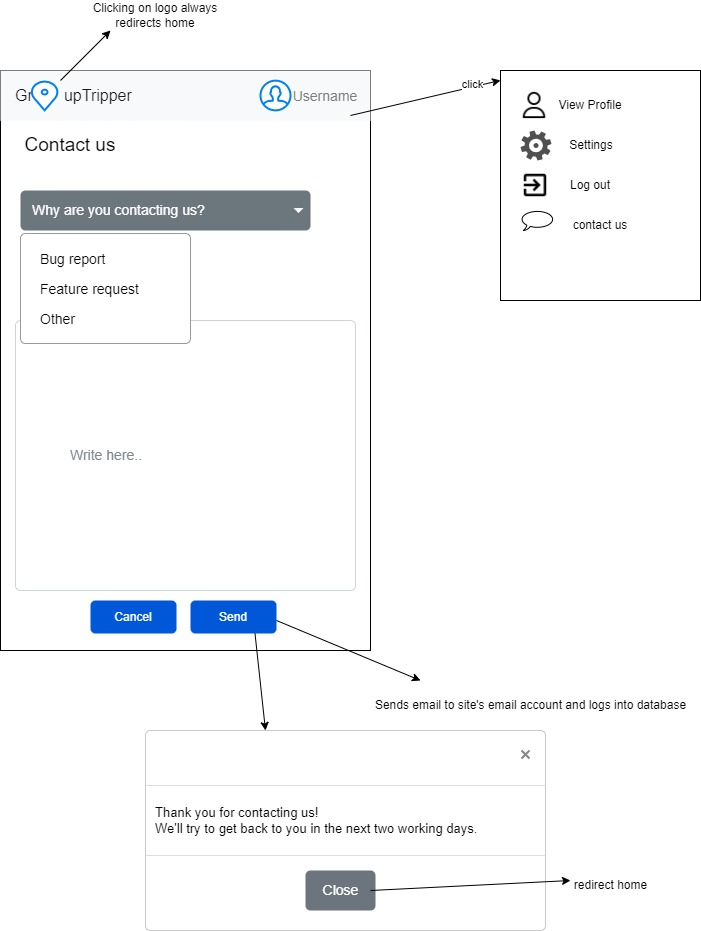 Clicking on logo always
redirects home
Gr upTripper
Username
click
View Profile
Settings
Log out
contact us
Contact us
Why are you contacting us?
Bug report
Feature request
Other
Write here..
Cancel
Send
Sends email to site's email account and logs into database
×
Thank you for contacting us!
We'll try to get back to you in the next two working days.
Close
redirect home